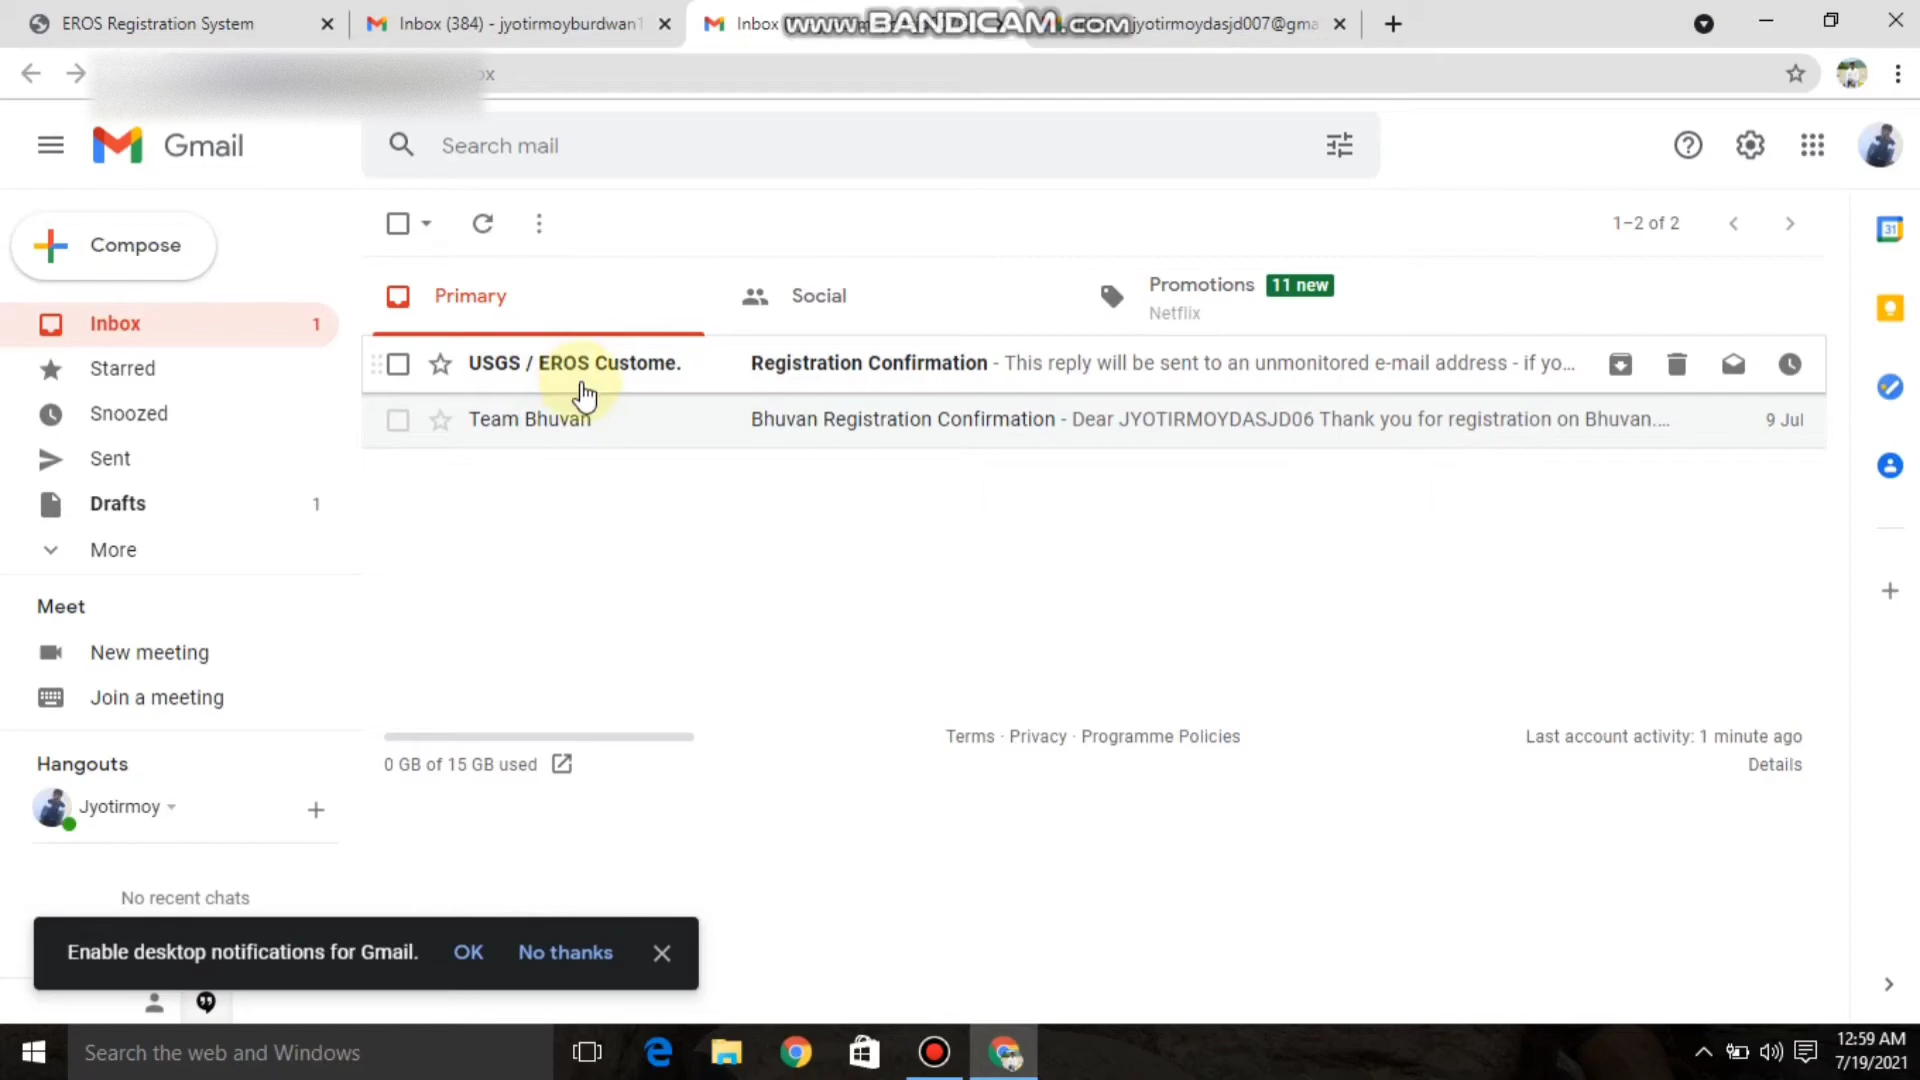 EROS Registration System
Inbox (384) - jyotirmoyburdwan1
Inbox
www.BANDICAM.com
jyotirmoydasjd007@gma
ox
Gmail
Search mail
Compose
1–2 of 2
31
Primary
Social
Promotions 11 new
Netflix
Inbox 1
Starred
Snoozed
Sent
Drafts 1
More
USGS / EROS Custome. Registration Confirmation - This reply will be sent to an unmonitored e-mail address - if yo...
Team Bhuvan Bhuvan Registration Confirmation - Dear JYOTIRMOYDASJD06 Thank you for registration on Bhuvan.... 9 Jul
Meet
New meeting
Join a meeting
Hangouts
Jyotirmoy
No recent chats
Terms · Privacy · Programme Policies
0 GB of 15 GB used
Last account activity: 1 minute ago
Details
Enable desktop notifications for Gmail. OK No thanks
Search the web and Windows
12:59 AM
7/19/2021